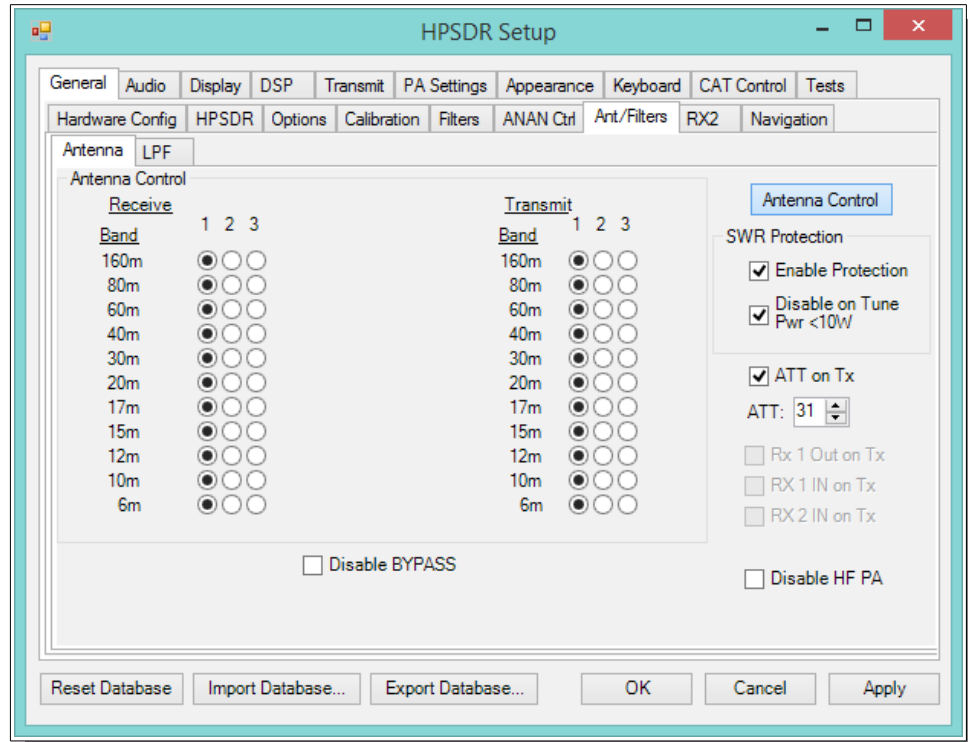 HPSDR Setup
General Audio Display DSP Transmit PA Settings Appearance Keyboard CAT Control Tests
Hardware Config HPSDR Options Calibration Filters ANAN Ctrl Ant/Filters RX2 Navigation
Antenna LPF
Antenna Control
Receive
Band 1 2 3
160m
80m
60m
40m
30m
20m
17m
15m
12m
10m
6m
Transmit
Band 1 2 3
160m
80m
60m
40m
30m
20m
17m
15m
12m
10m
6m
Disable BYPASS
Antenna Control
SWR Protection
Enable Protection
Disable on Tune
Pwr <10W
ATT on Tx
ATT: 31
Rx 1 Out on Tx
RX 1 IN on Tx
RX 2 IN on Tx
Disable HF PA
Reset Database Import Database... Export Database... OK Cancel Apply